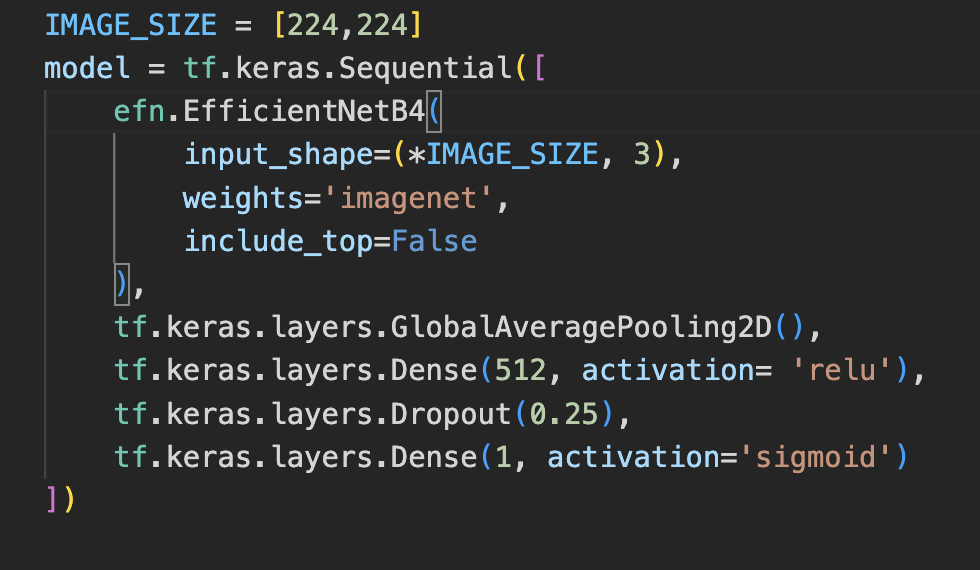 IMAGE_SIZE = [224,224]
model = tf.keras.Sequential([
    efn.EfficientNetB4(
        input_shape=(*IMAGE_SIZE, 3),
        weights='imagenet',
        include_top=False
    ),
    tf.keras.layers.GlobalAveragePooling2D(),
    tf.keras.layers.Dense(512, activation= 'relu'),
    tf.keras.layers.Dropout(0.25),
    tf.keras.layers.Dense(1, activation='sigmoid')
])